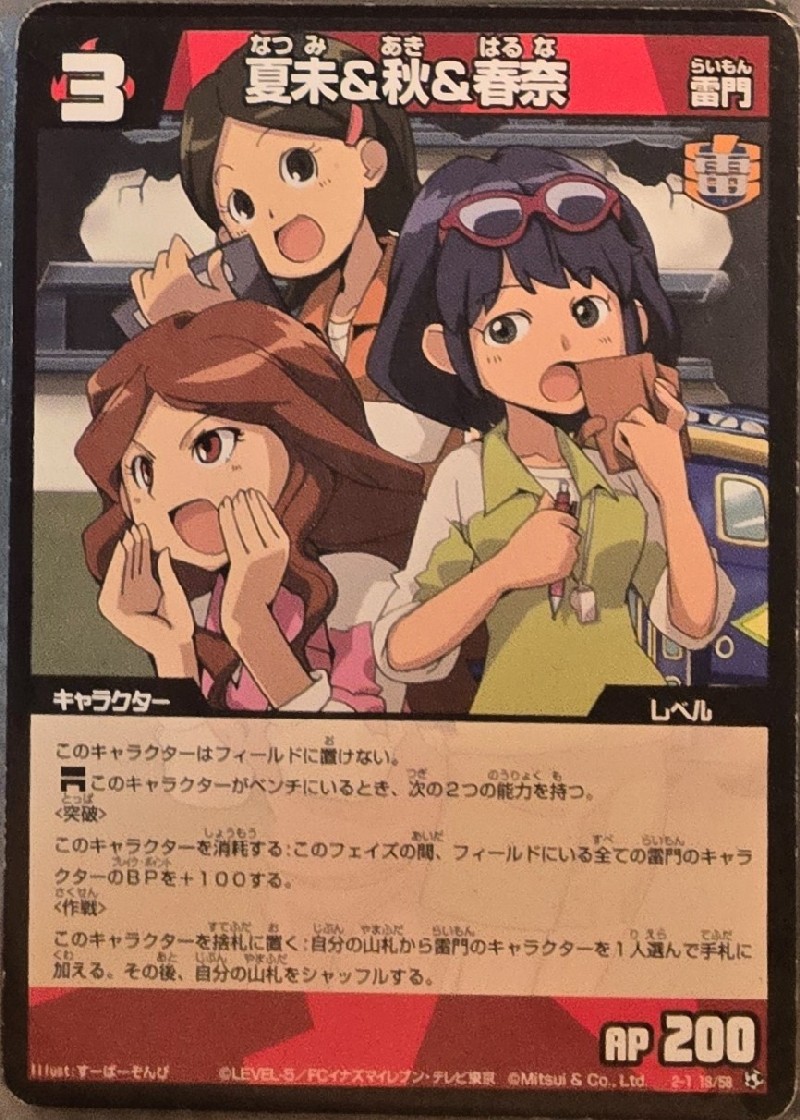 3
夏未&秋&春奈
なつみ あき はるな
雷門
らいもん
雷
キャラクター
レベル
このキャラクターはフィールドに置けない。
このキャラクターがベンチにいるとき、次の2つの能力を持つ。
<突破>
このキャラクターを消耗する:このフェイズの間、フィールドにいる全ての雷門のキャラ
クターのBPを+100する。
<作戦>
このキャラクターを捨札に置く:自分の山札から雷門のキャラクターを1人選んで手札に
加える。その後、自分の山札をシャッフルする。
AP 200
Illust:すーぱーぞんび ©LEVEL-5/FCイナズマイレブン・テレビ東京 ©Mitsui & Co., Ltd. 2-1 18/58